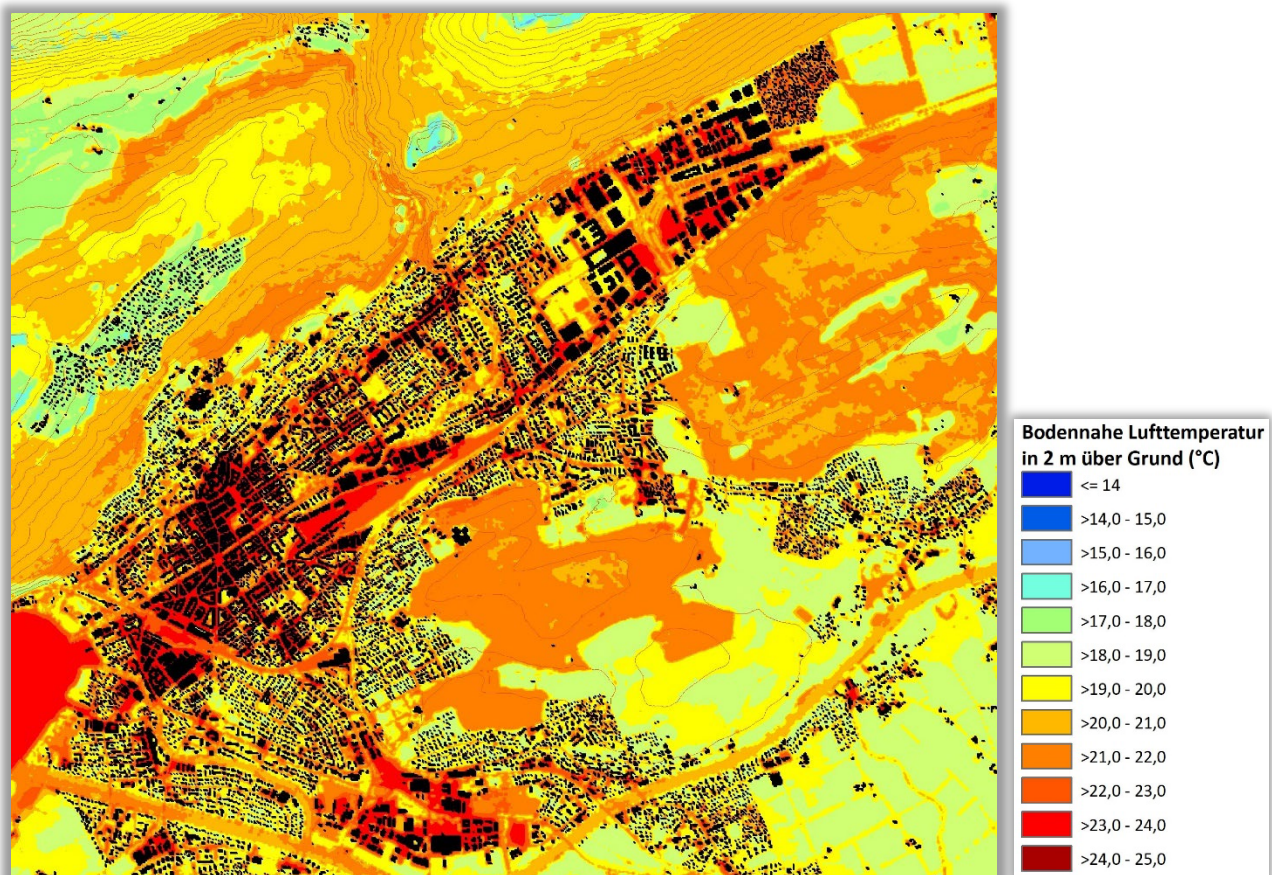 Bodennahe Lufttemperatur
in 2 m über Grund (°C)
<= 14
>14,0 - 15,0
>15,0 - 16,0
>16,0 - 17,0
>17,0 - 18,0
>18,0 - 19,0
>19,0 - 20,0
>20,0 - 21,0
>21,0 - 22,0
>22,0 - 23,0
>23,0 - 24,0
>24,0 - 25,0